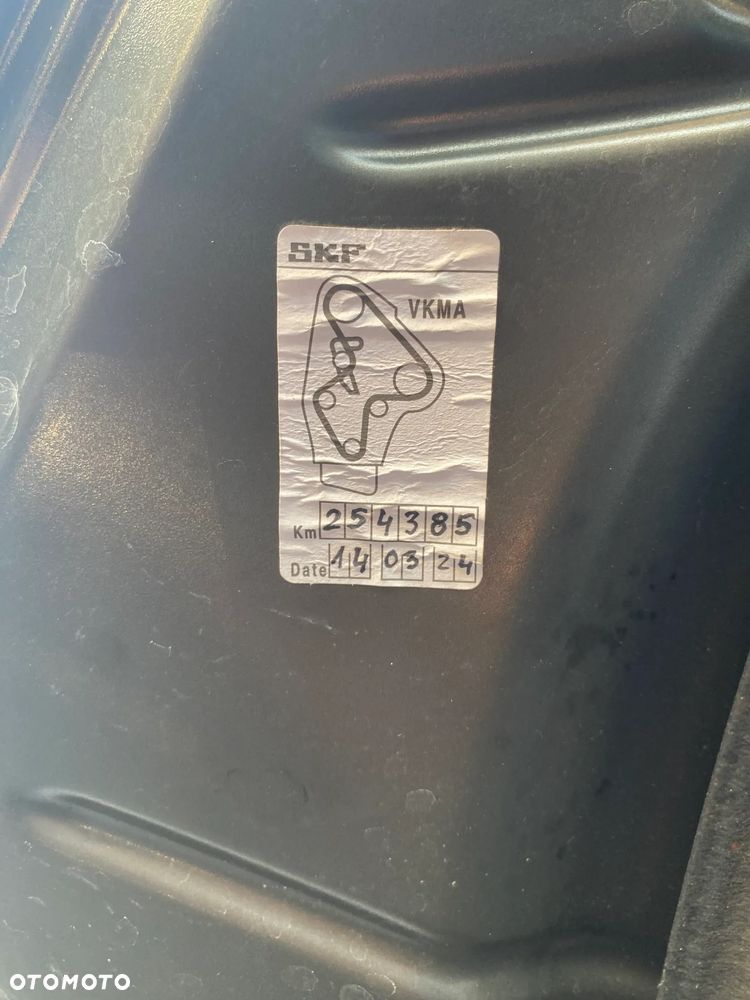 SKF
VKMA
Km 254385
Date 14 03 24
OTOMOTO